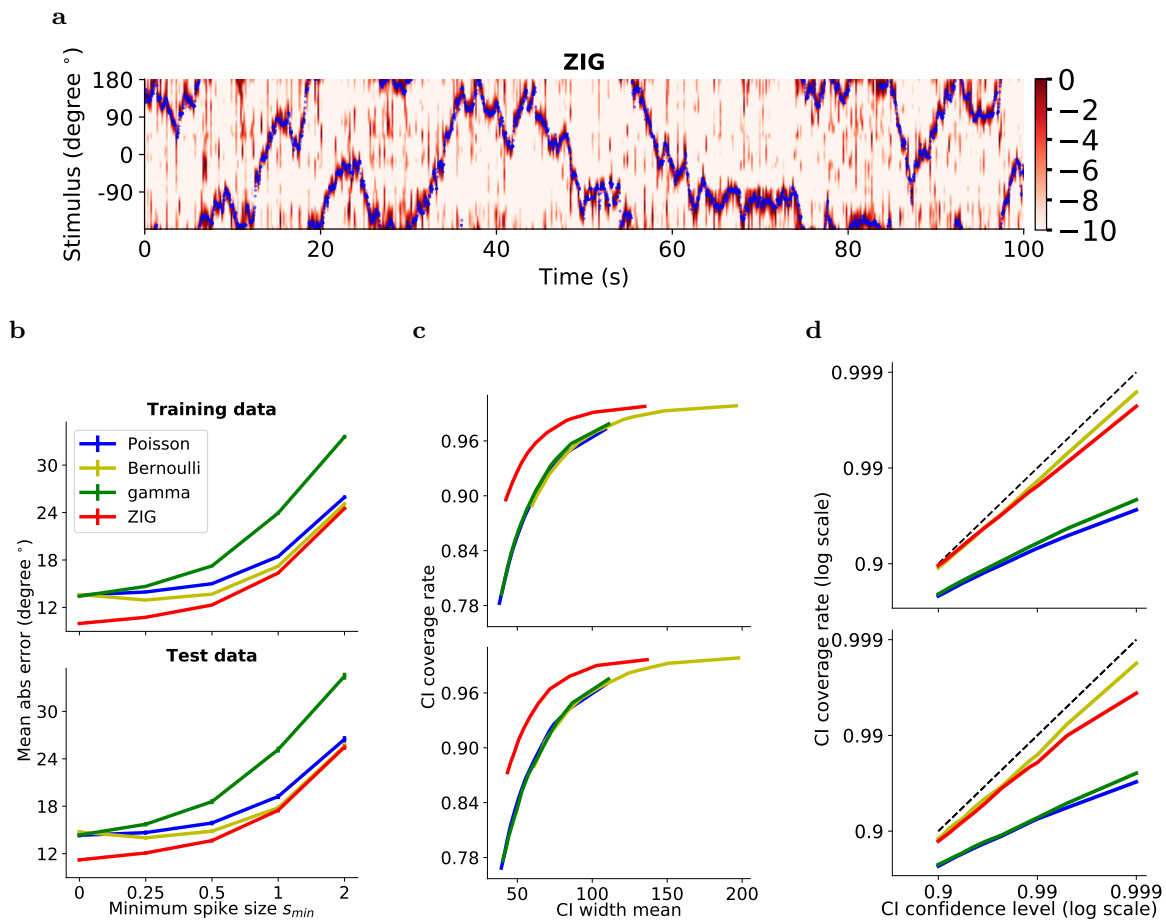 a
ZIG
Stimulus (degree °)
180
90
0
-90
0
20
40
60
80
100
Time (s)
0
−2
−4
−6
−8
−10
b
c
d
Training data
Poisson
Bernoulli
gamma
ZIG
30
24
18
12
Test data
30
24
18
12
Mean abs error (degree °)
0
0.25
0.5
1
2
Minimum spike size s_min
0.96
0.90
0.84
0.78
0.96
0.90
0.84
0.78
CI coverage rate
50
100
150
200
CI width mean
0.999
0.99
0.9
0.999
0.99
0.9
CI coverage rate (log scale)
0.9
0.99
0.999
CI confidence level (log scale)